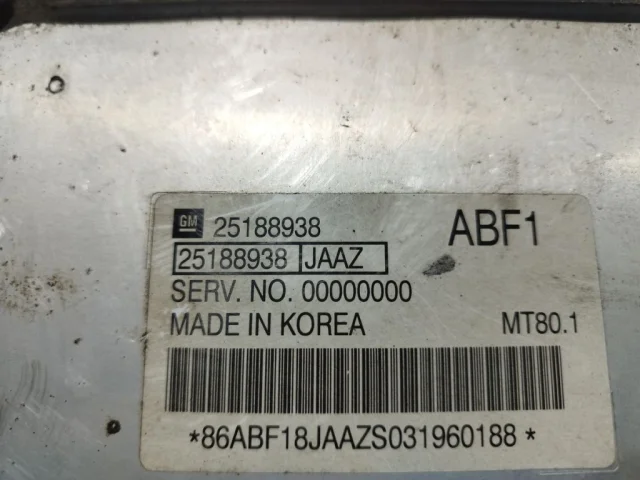 GM 25188938 ABF1
25188938 JAAZ
SERV. NO. 00000000
MADE IN KOREA MT80.1
*86ABF18JAAZS031960188*